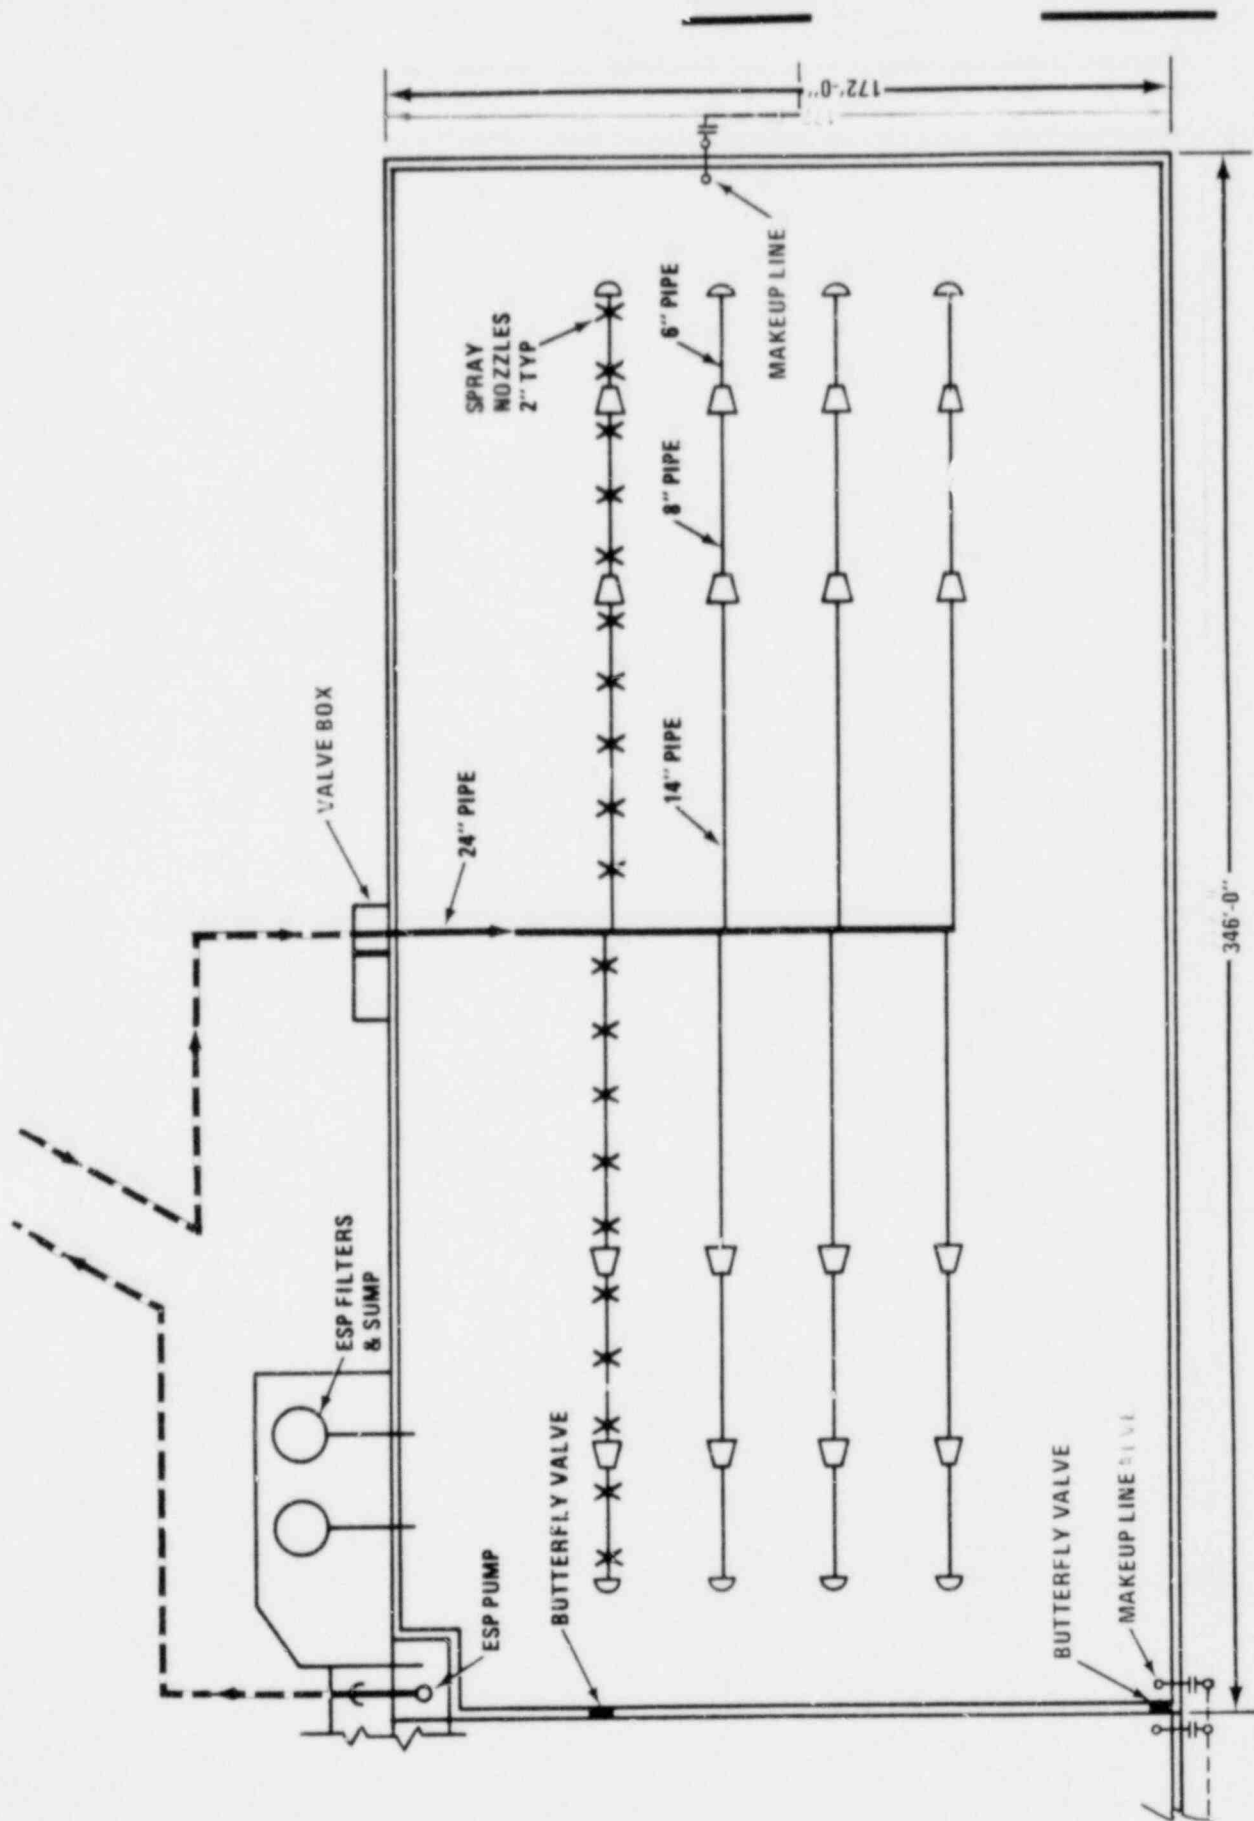 172'-0"
MAKEUP LINE
SPRAY
NOZZLES
2" TYP
6" PIPE
8" PIPE
14" PIPE
VALVE BOX
24" PIPE
ESP FILTERS
& SUMP
ESP PUMP
BUTTERFLY VALVE
BUTTERFLY VALVE
MAKEUP LINE
346'-0"